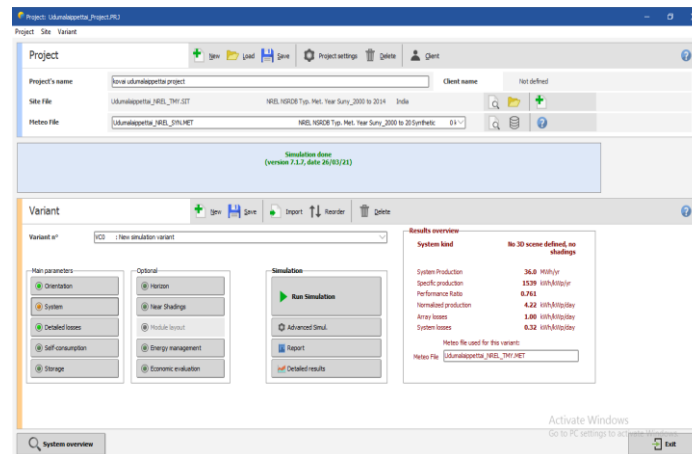 Project: Udumalaippettai_Project.PRJ
Project Site Variant
Project New Load Save Project settings Delete Client
Project's name kovai udumalaippettai project Client name Not defined
Site File Udumalaippettai_NREL_TMY.SIT NREL NSRDB Typ. Met. Year Suny_2000 to 2014 India
Meteo File Udumalaippettai_NREL_SYN.MET NREL NSRDB Typ. Met. Year Suny_2000 to 20 Synthetic 0 k
Simulation done
(version 7.1.7, date 26/03/21)
Variant New Save Import Reorder Delete
Variant n° VC0 : New simulation variant
Results overview
System kind No 3D scene defined, no shadings
System Production 36.0 MWh/yr
Specific production 1539 kWh/kWp/yr
Performance Ratio 0.761
Normalized production 4.22 kWh/kWp/day
Array losses 1.00 kWh/kWp/day
System losses 0.32 kWh/kWp/day
Meteo file used for this variant:
Meteo File Udumalaippettai_NREL_TMY.MET
Main parameters
Orientation
System
Detailed losses
Self-consumption
Storage
Optional
Horizon
Near Shadings
Module layout
Energy management
Economic evaluation
Simulation
Run Simulation
Advanced Simul.
Report
Detailed results
Activate Windows
Go to PC settings to activate Windows.
System overview
Exit